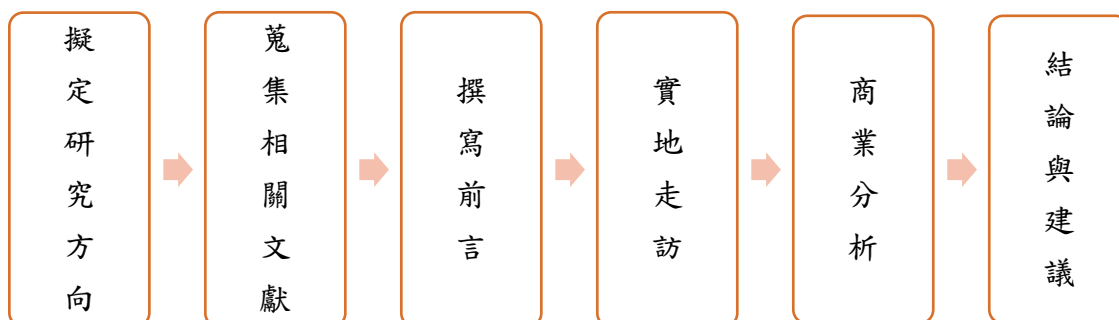 擬定研究方向
蒐集相關文獻
撰寫前言
實地走訪
商業分析
結論與建議